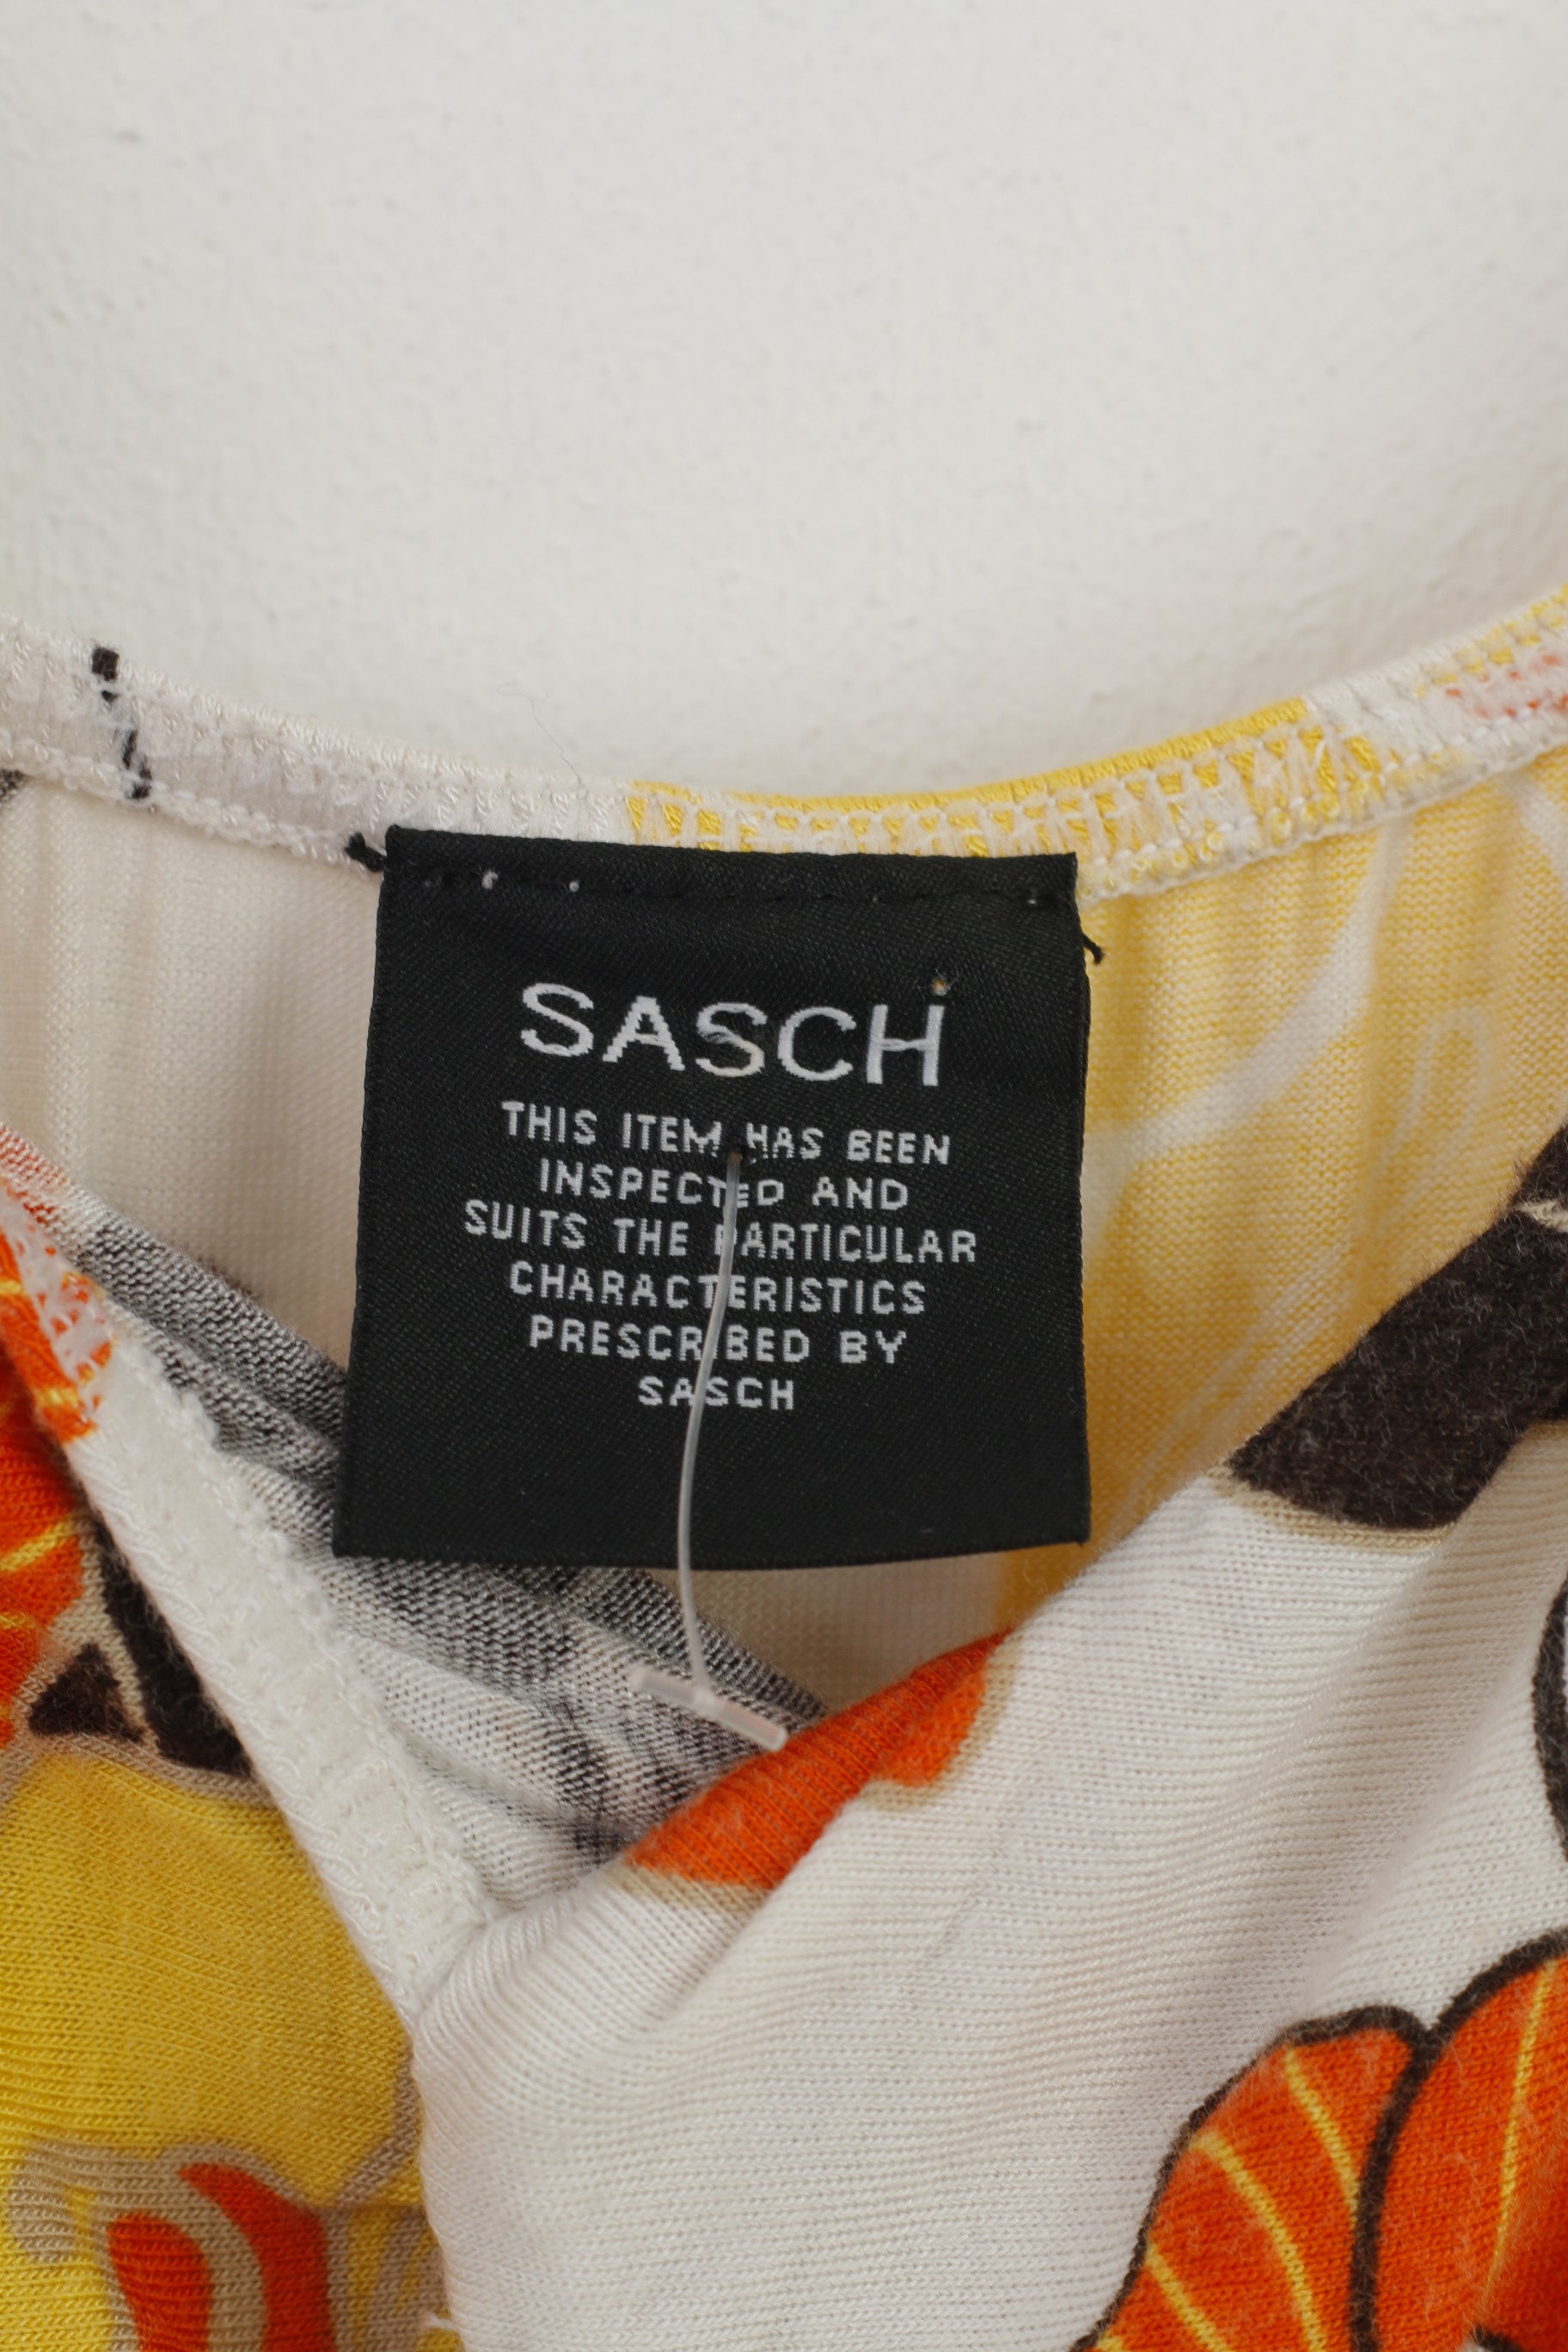 SASCH
THIS ITEM HAS BEEN
INSPECTED AND
SUITS THE PARTICULAR
CHARACTERISTICS
PRESCRIBED BY
SASCH